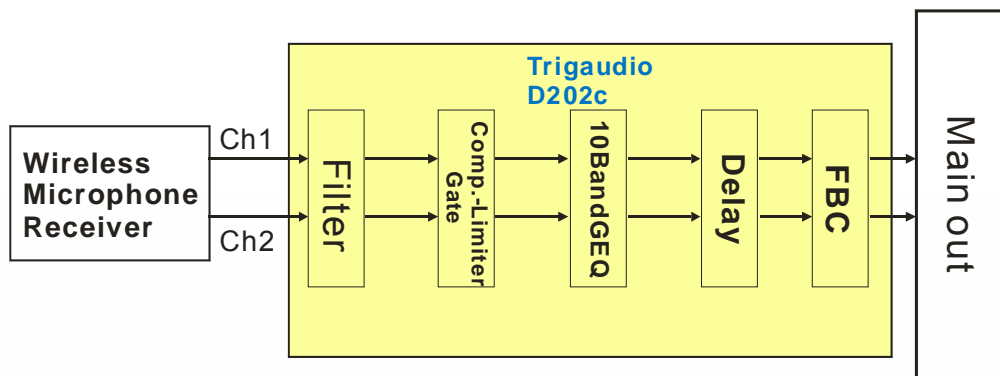 Trigaudio
D202c
Wireless
Microphone
Receiver
Ch1
Ch2
Filter
Comp.-Limiter
Gate
10BandGEQ
Delay
FBC
Main out